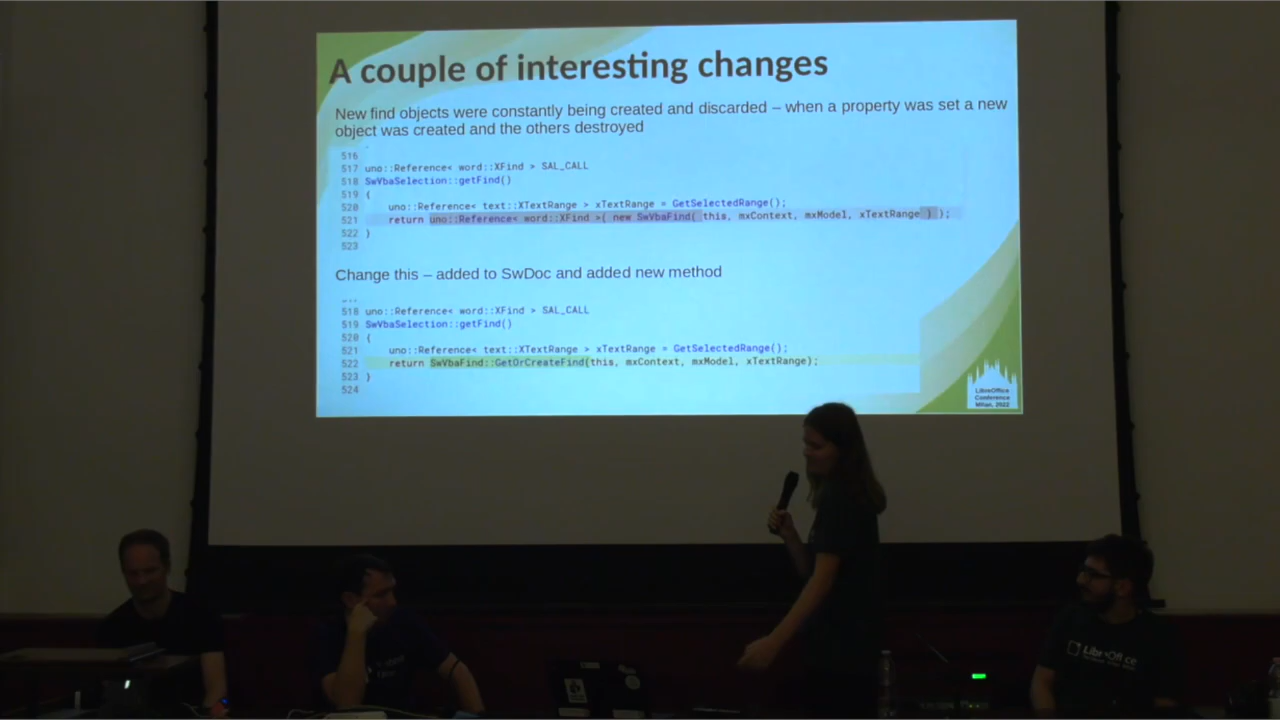 A couple of interesting changes
New find objects were constantly being created and discarded – when a property was set a new
object was created and the others destroyed
516
517 uno::Reference< word::XFind > SAL_CALL
518 SwVbaSelection::getFind()
519 {
520 uno::Reference< text::XTextRange > xTextRange = GetSelectedRange();
521 return uno::Reference< word::XFind >( new SwVbaFind( this, mxContext, mxModel, xTextRange ) );
522 }
523
Change this – added to SwDoc and added new method
518 uno::Reference< word::XFind > SAL_CALL
519 SwVbaSelection::getFind()
520 {
521 uno::Reference< text::XTextRange > xTextRange = GetSelectedRange();
522 return SwVbaFind::GetOrCreateFind(this, mxContext, mxModel, xTextRange);
523 }
524
LibreOffice
Conference
Milan, 2022
LibreOffice